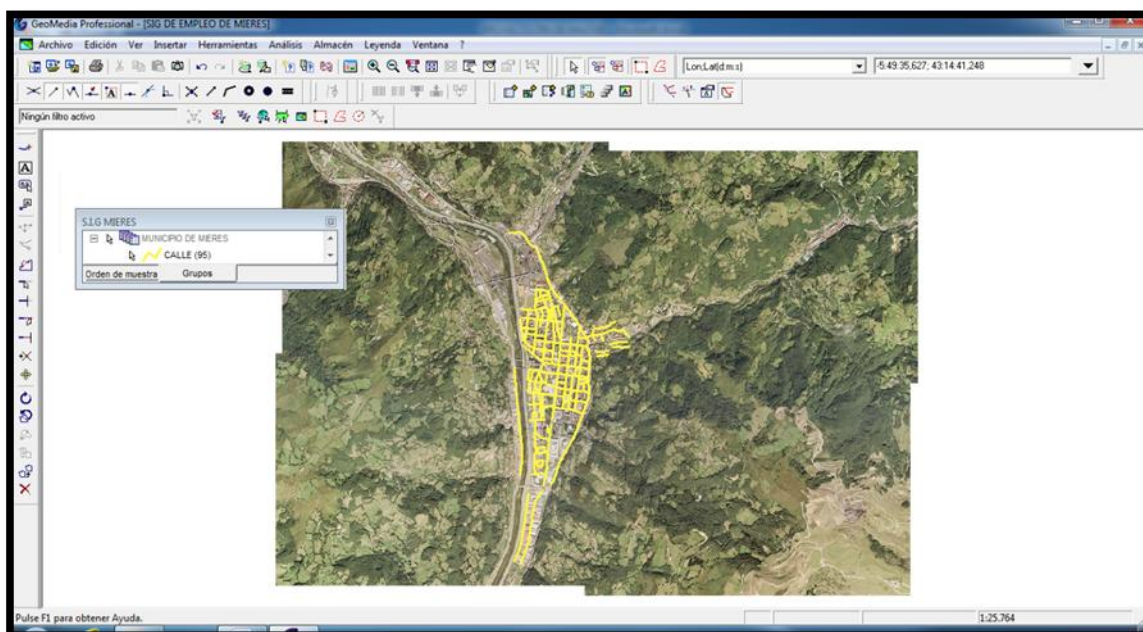 GeoMedia Professional - [SIG DE EMPLEO DE MIERES]
Archivo Edición Ver Insertar Herramientas Análisis Almacén Leyenda Ventana ?
Lon;Lat(d:m:s) -5:49:35,627; 43:14:41,248
Ningún filtro activo
S.I.G MIERES
MUNICIPIO DE MIERES
CALLE (95)
Orden de muestra Grupos
Pulse F1 para obtener Ayuda.
1:25.764